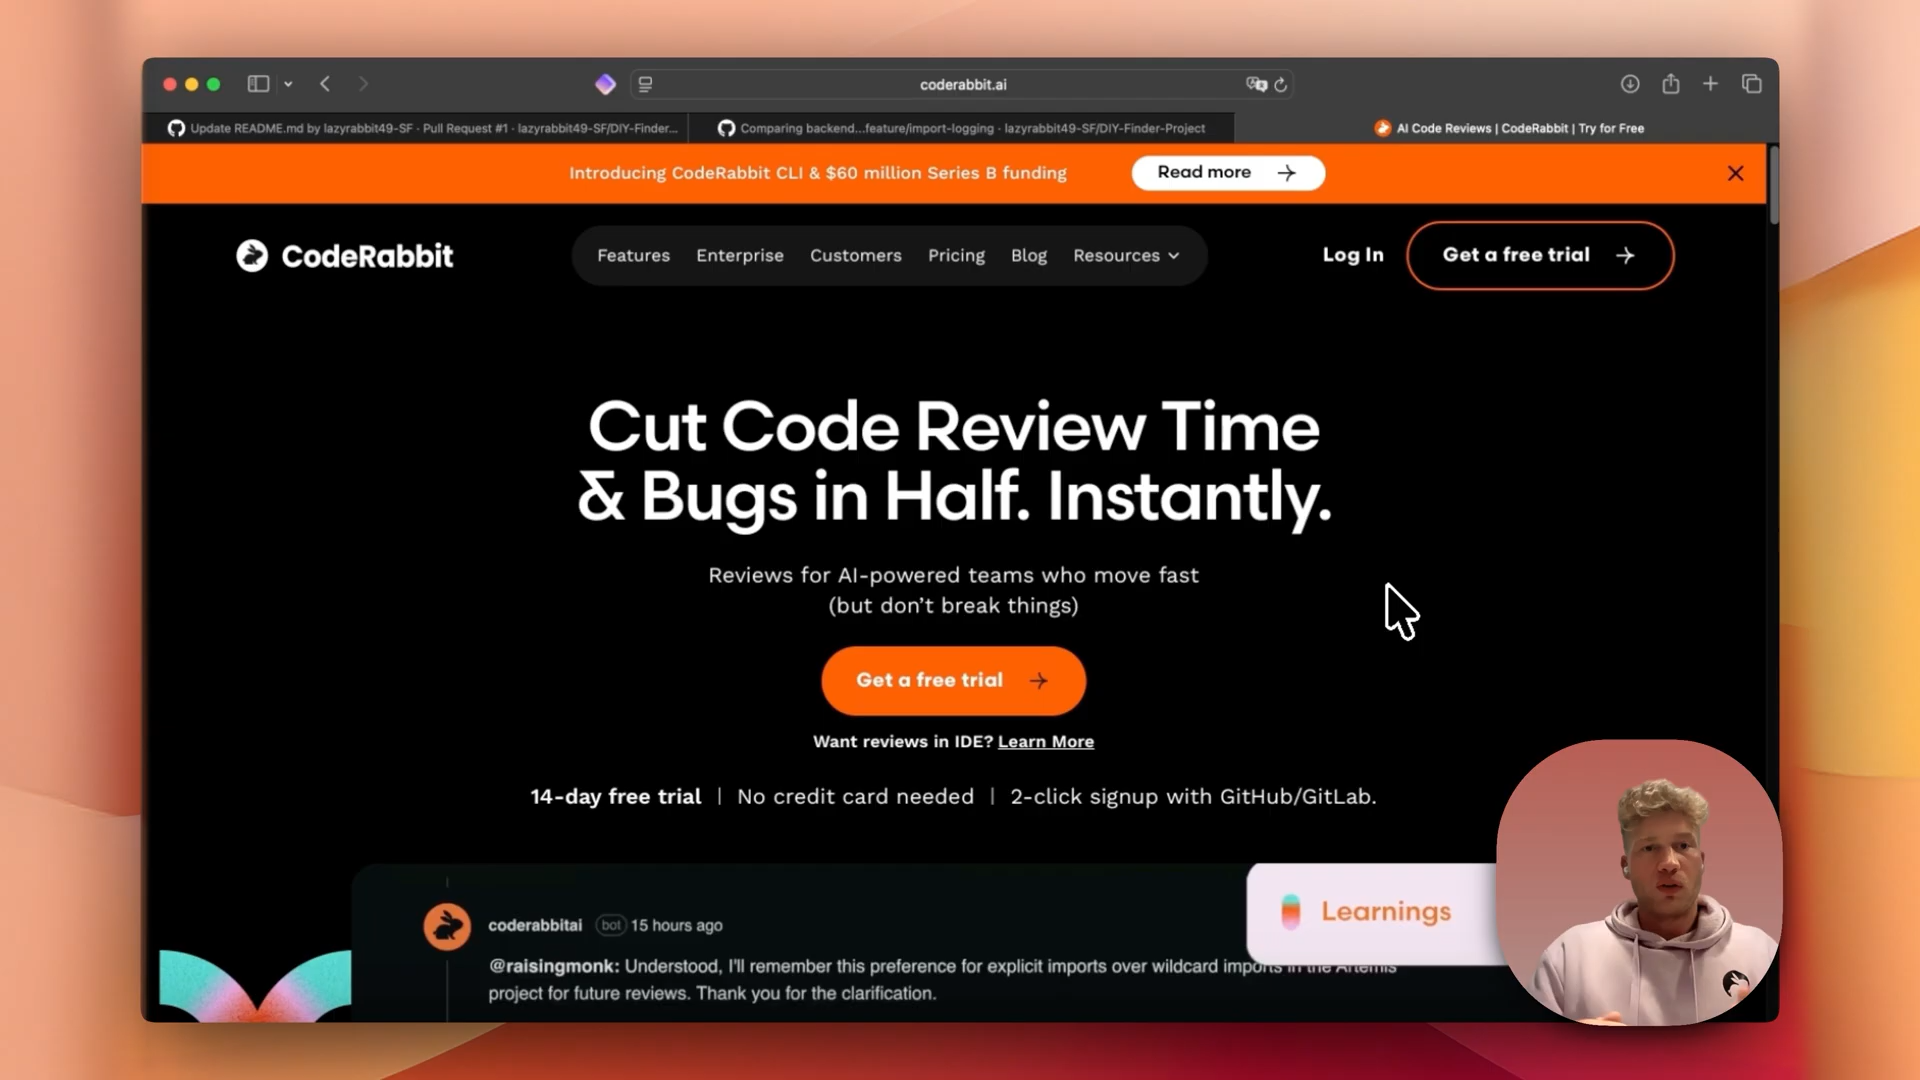 coderabbit.ai
Update README.md by lazyrabbit49-SF · Pull Request #1 · lazyrabbit49-SF/DIY-Finder...
Comparing backend...feature/import-logging · lazyrabbit49-SF/DIY-Finder-Project
AI Code Reviews | CodeRabbit | Try for Free
Introducing CodeRabbit CLI & $60 million Series B funding
Read more
CodeRabbit
Features Enterprise Customers Pricing Blog Resources
Log In
Get a free trial
Cut Code Review Time
& Bugs in Half. Instantly.
Reviews for AI-powered teams who move fast
(but don’t break things)
Get a free trial
Want reviews in IDE? Learn More
14-day free trial | No credit card needed | 2-click signup with GitHub/GitLab.
coderabbitai bot 15 hours ago
Learnings
@raisingmonk: Understood, I'll remember this preference for explicit imports over wildcard imports in the Artemis
project for future reviews. Thank you for the clarification.